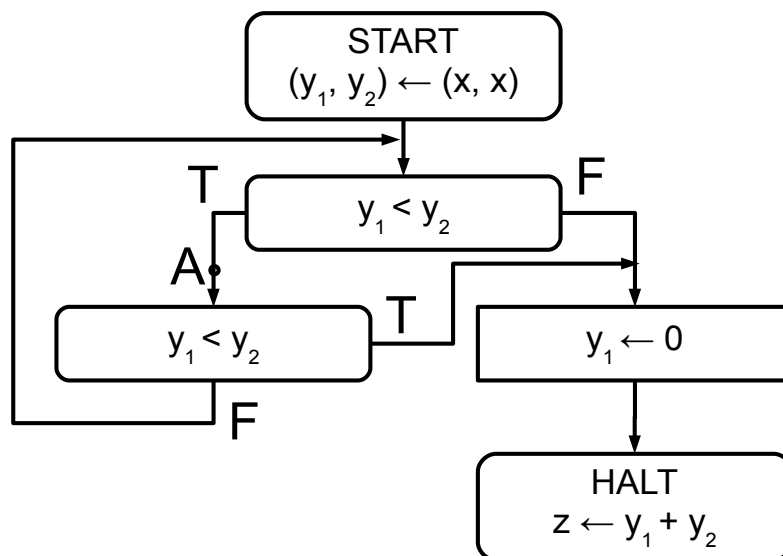 START
(y₁, y₂) ← (x, x)
T
F
y₁ < y₂
A
T
y₁ < y₂
y₁ ← 0
F
HALT
z ← y₁ + y₂